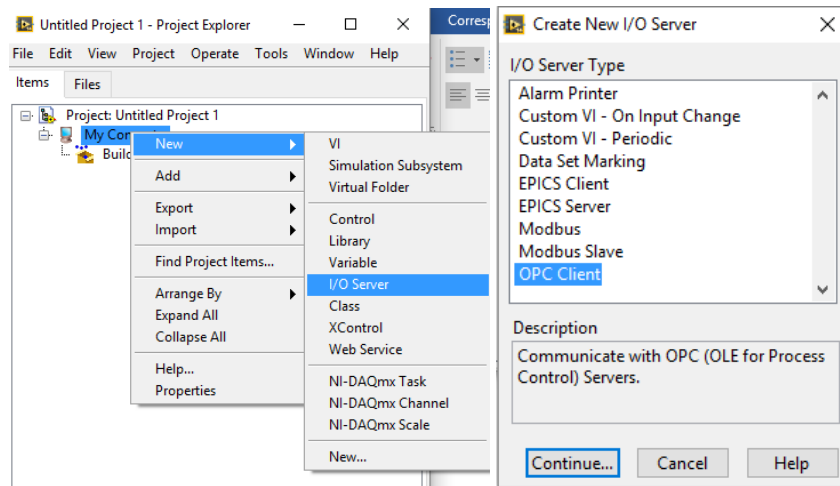 Untitled Project 1 - Project Explorer
File Edit View Project Operate Tools Window Help
Items Files
Project: Untitled Project 1
My
Build
New
Add
Export
Import
Find Project Items...
Arrange By
Expand All
Collapse All
Help...
Properties
VI
Simulation Subsystem
Virtual Folder
Control
Library
Variable
I/O Server
Class
XControl
Web Service
NI-DAQmx Task
NI-DAQmx Channel
NI-DAQmx Scale
New...
Corresp
Create New I/O Server
I/O Server Type
Alarm Printer
Custom VI - On Input Change
Custom VI - Periodic
Data Set Marking
EPICS Client
EPICS Server
Modbus
Modbus Slave
OPC Client
Description
Communicate with OPC (OLE for Process
Control) Servers.
Continue... Cancel Help